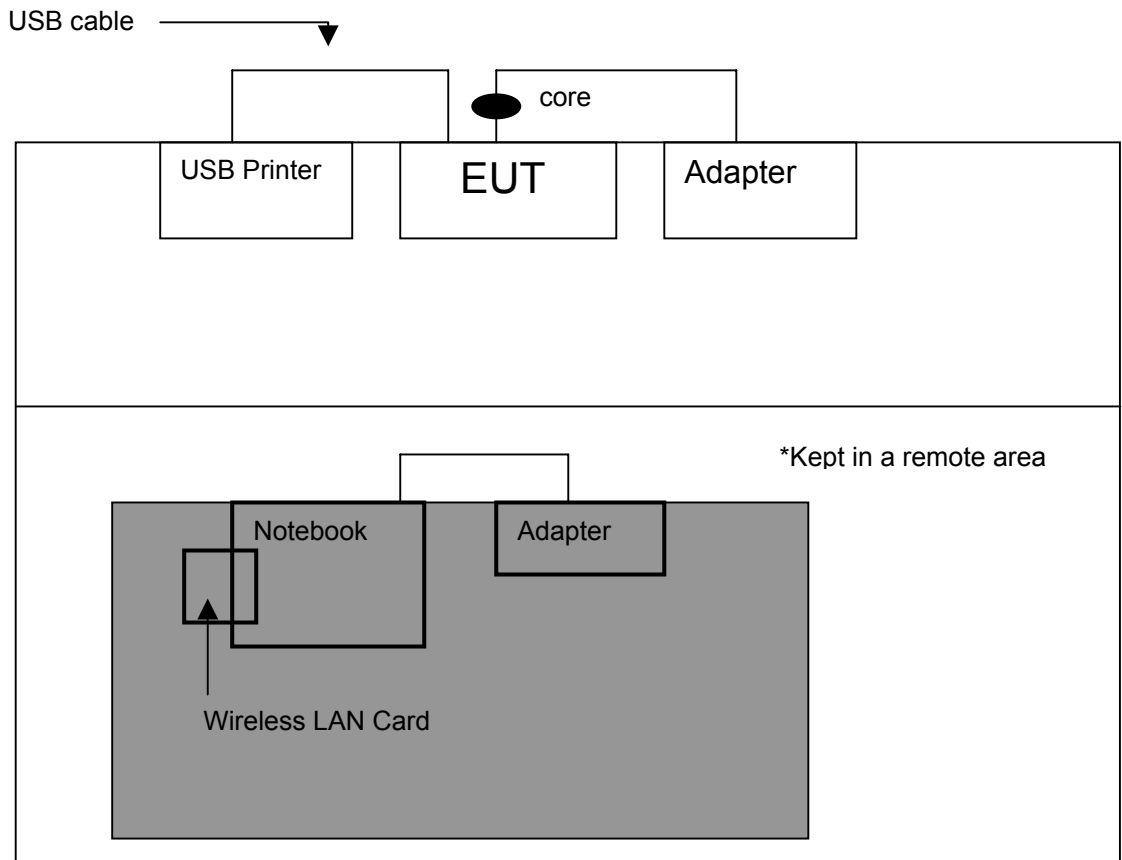 USB cable
core
USB Printer
EUT
Adapter
*Kept in a remote area
Notebook
Adapter
Wireless LAN Card